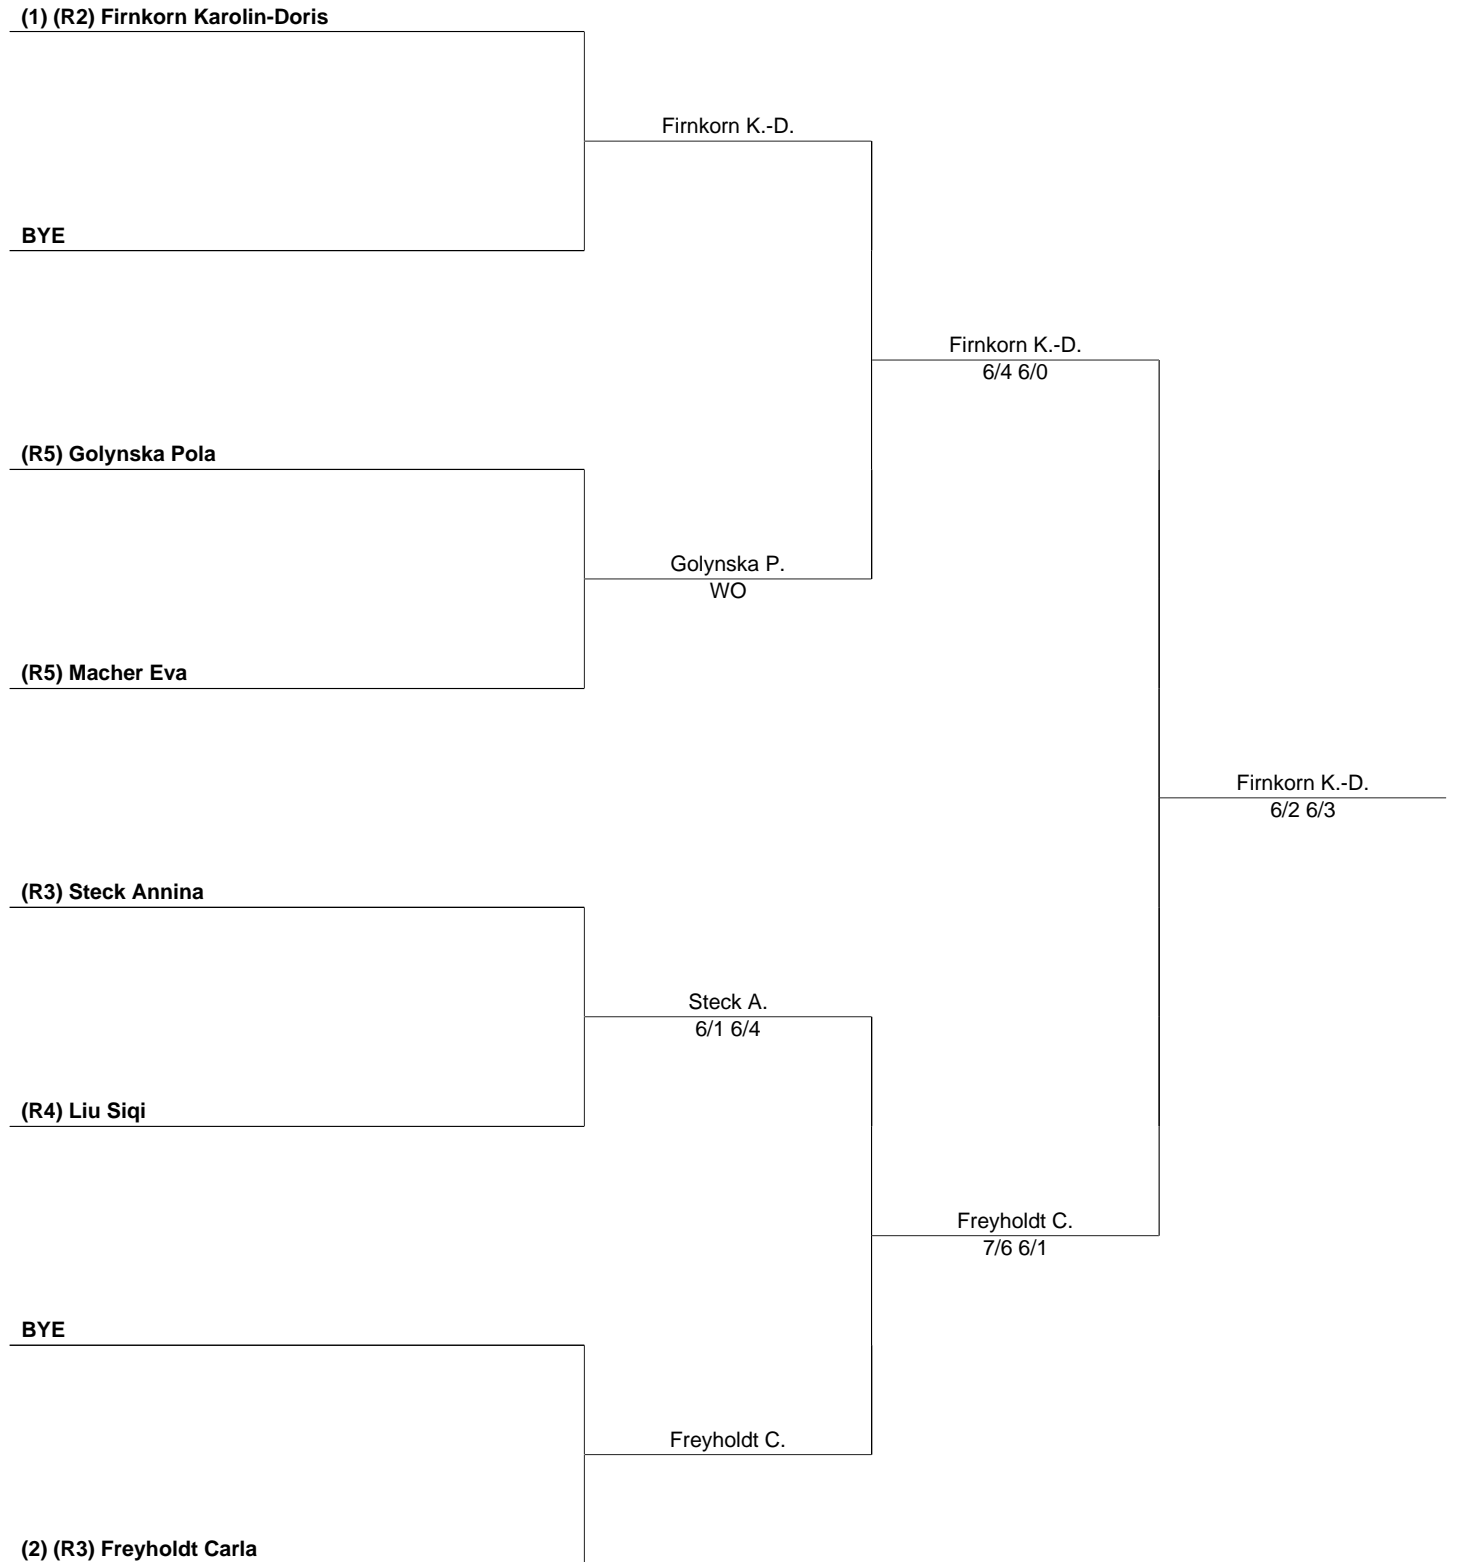 (1) (R2) Firnkorn Karolin-Doris
Firnkorn K.-D.
BYE
Firnkorn K.-D.
6/4 6/0
(R5) Golynska Pola
Golynska P.
WO
(R5) Macher Eva
Firnkorn K.-D.
6/2 6/3
(R3) Steck Annina
Steck A.
6/1 6/4
(R4) Liu Siqi
Freyholdt C.
7/6 6/1
BYE
Freyholdt C.
(2) (R3) Freyholdt Carla